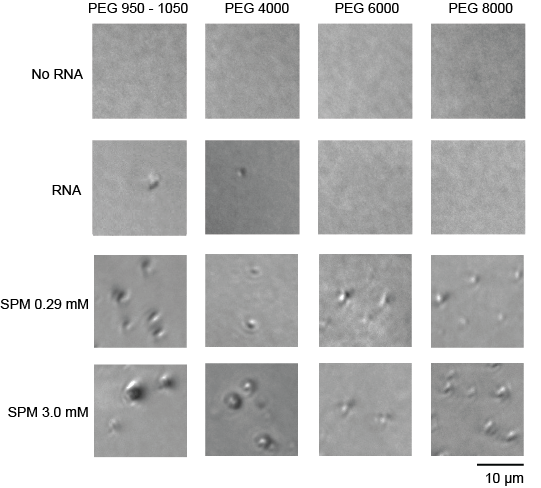 PEG 950 - 1050 PEG 4000 PEG 6000 PEG 8000
No RNA
RNA
SPM 0.29 mM
SPM 3.0 mM
10 µm